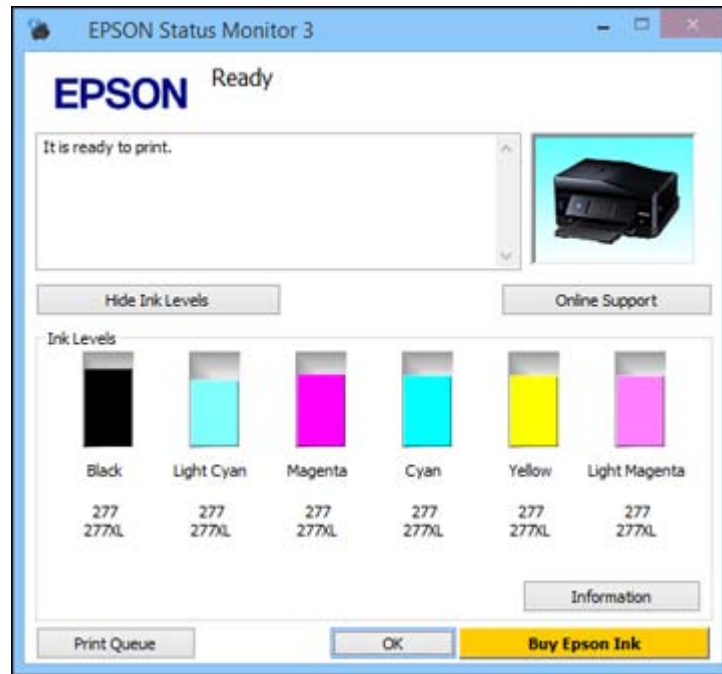 EPSON Status Monitor 3
EPSON
Ready
It is ready to print.
Hide Ink Levels
Online Support
Ink Levels
Black Light Cyan Magenta Cyan Yellow Light Magenta
277 277 277 277 277 277
277XL 277XL 277XL 277XL 277XL 277XL
Information
Print Queue
OK
Buy Epson Ink